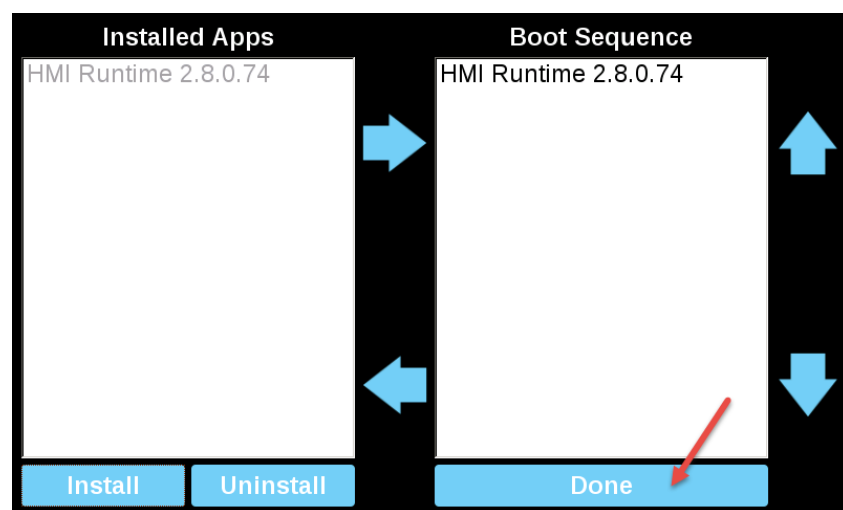 Installed Apps
HMI Runtime 2.8.0.74
Install
Uninstall
Boot Sequence
HMI Runtime 2.8.0.74
Done